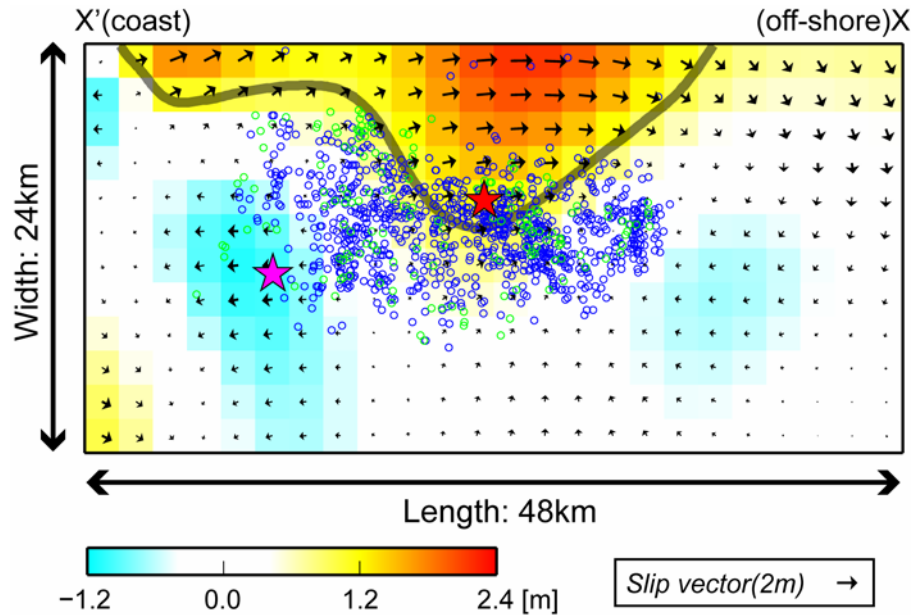 X'(coast)
(off-shore)X
Width: 24km
Length: 48km
−1.2 0.0 1.2 2.4 [m]
Slip vector(2m)